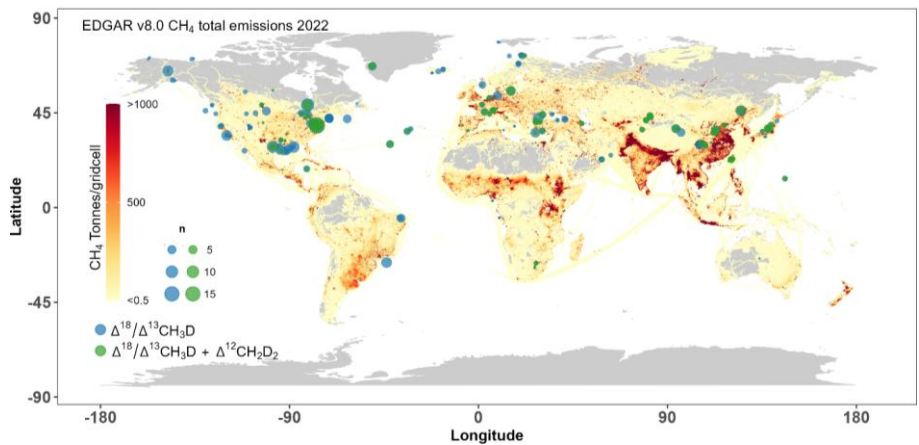 EDGAR v8.0 CH₄ total emissions 2022
90
45
0
-45
-90
Latitude
CH₄ Tonnes/gridcell
>1000
500
<0.5
n
5
10
15
Δ¹⁸/Δ¹³CH₃D
Δ¹⁸/Δ¹³CH₃D + Δ¹²CH₂D₂
-180 -90 0 90 180
Longitude